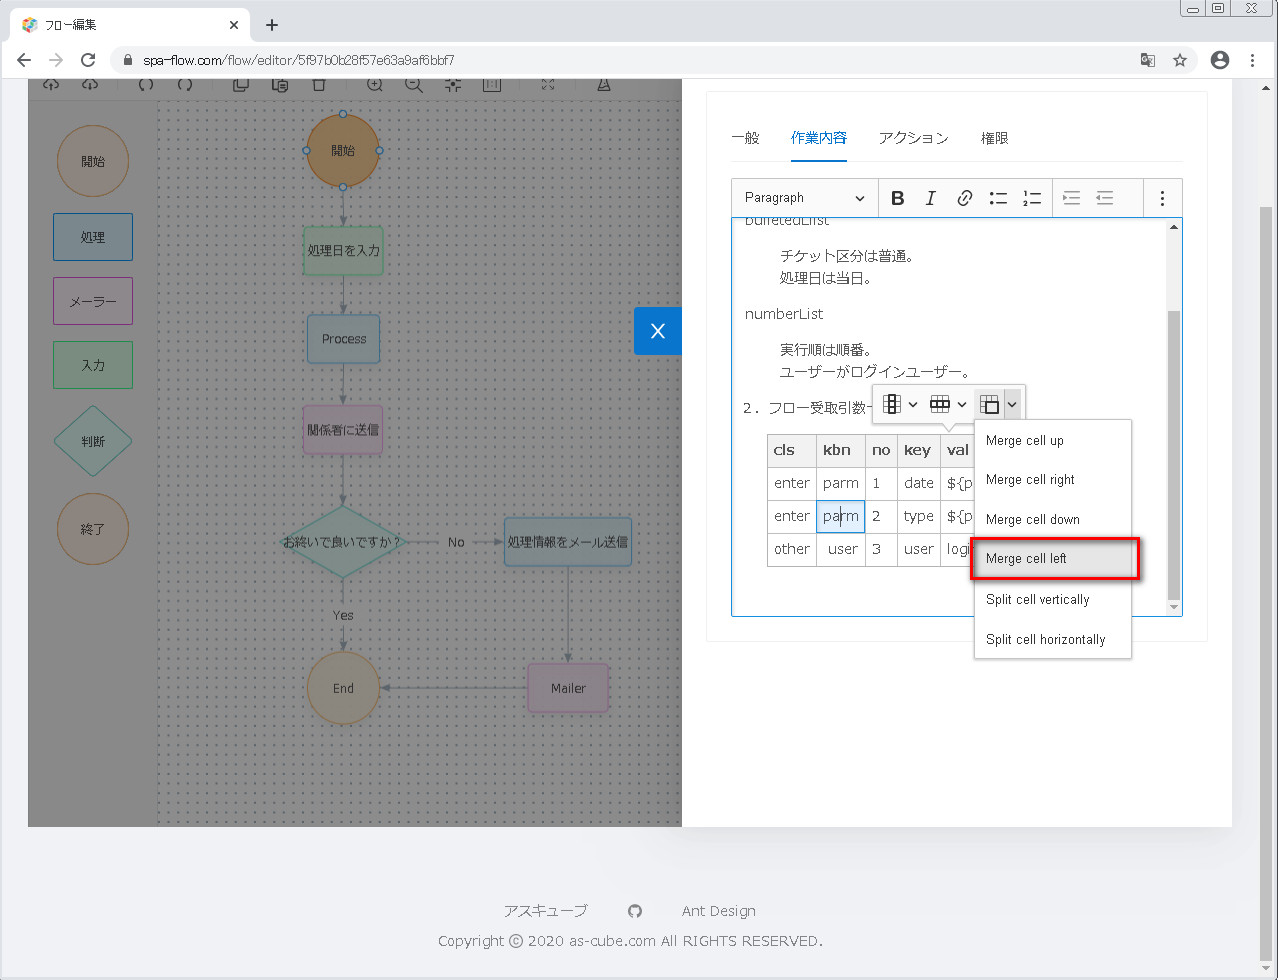 フロー編集
spa-flow.com/flow/editor/5f97b0b28f57e63a9af6bbf7
開始
処理
メーラー
入力
判断
終了
開始
処理日を入力
Process
関係者に送信
お終いで良いですか？
No
処理情報をメール送信
Yes
End
Mailer
X
一般 作業内容 アクション 権限
Paragraph
B I
bulletedList
チケット区分は普通。
処理日は当日。
numberList
実行順は順番。
ユーザーがログインユーザー。
2. フロー受取引数
cls kbn no key val
enter parm 1 date ${p
enter parm 2 type ${p
other user 3 user logi
Merge cell up
Merge cell right
Merge cell down
Merge cell left
Split cell vertically
Split cell horizontally
アスキューブ Ant Design
Copyright © 2020 as-cube.com All RIGHTS RESERVED.